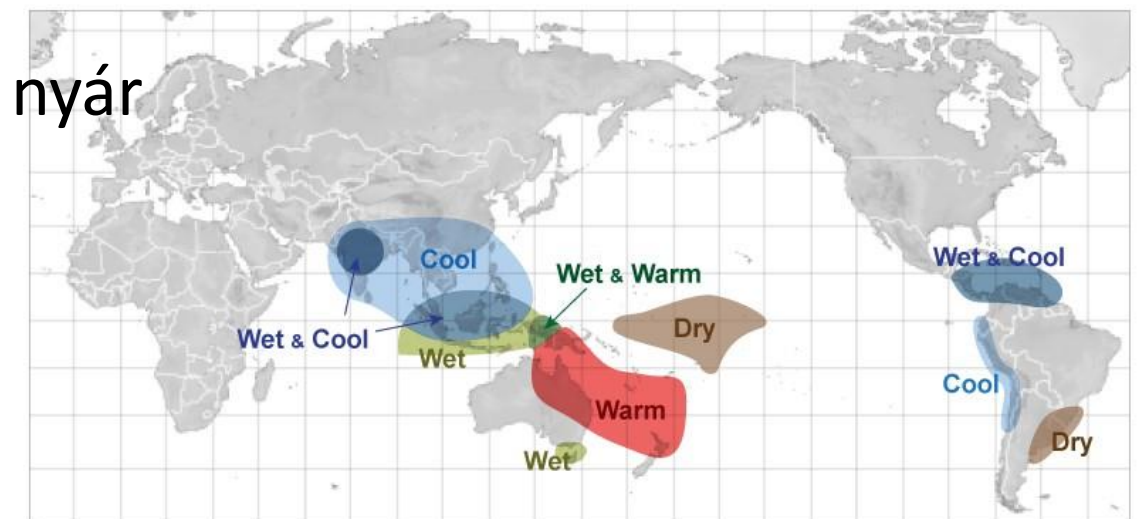 nyár
Cool
Wet & Cool
Wet & Warm
Wet & Cool
Dry
Wet
Cool
Warm
Dry
Wet